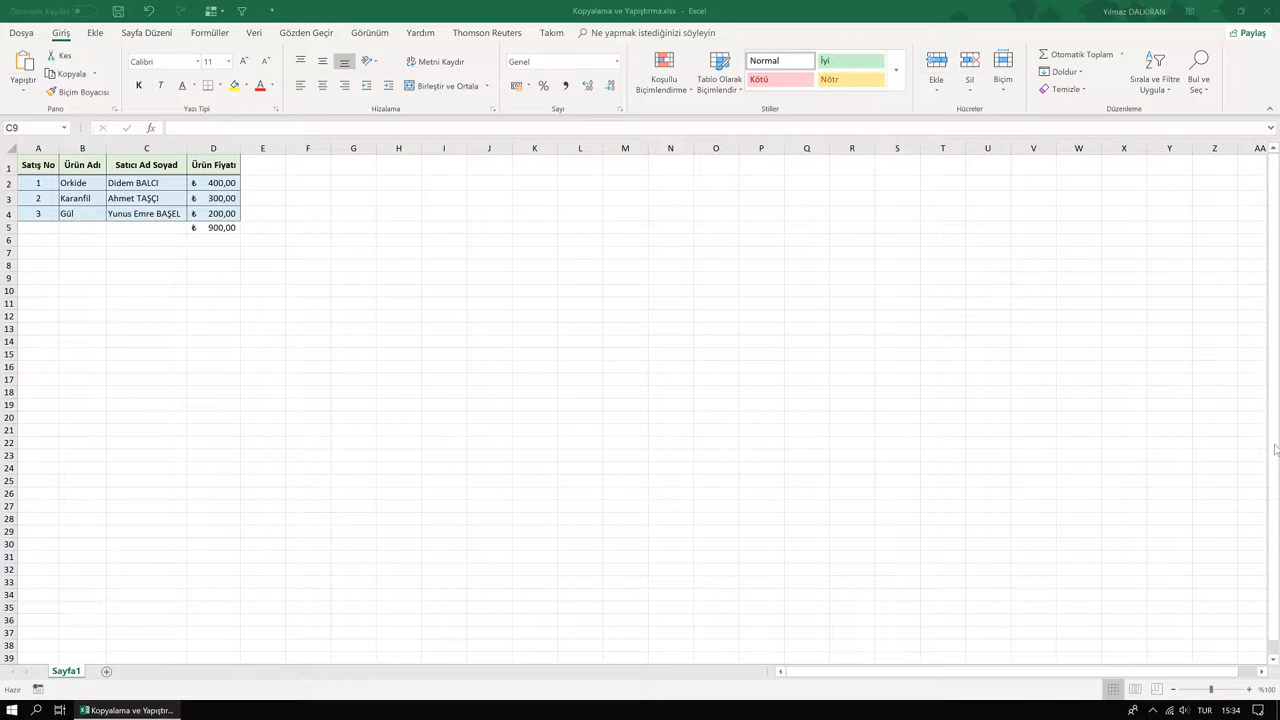 Otomatik Kaydet
Kopyalama ve Yapıştırma.xlsx - Excel
Yılmaz DALKIRAN
Dosya Giriş Ekle Sayfa Düzeni Formüller Veri Gözden Geçir Görünüm Yardım Thomson Reuters Takım Ne yapmak istediğinizi söyleyin Paylaş
Yapıştır
Kes
Kopyala
Biçim Boyacısı
Pano
Calibri 11
K T A
Yazı Tipi
Metni Kaydır
Birleştir ve Ortala
Hizalama
Genel
%
Sayı
Koşullu Biçimlendirme
Tablo Olarak Biçimlendir
Normal İyi
Kötü Nötr
Stiller
Ekle Sil Biçim
Hücreler
Otomatik Toplam
Doldur
Temizle
Sırala ve Filtre Uygula
Bul ve Seç
Düzenleme
C9 fx
A B C D E F G H I J K L M N O P Q R S T U V W X Y Z AA
1 Satış No Ürün Adı Satıcı Ad Soyad Ürün Fiyatı
2 1 Orkide Didem BALCI ₺ 400,00
3 2 Karanfil Ahmet TAŞÇI ₺ 300,00
4 3 Gül Yunus Emre BAŞEL ₺ 200,00
5 ₺ 900,00
6
7
8
9
10
11
12
13
14
15
16
17
18
19
20
21
22
23
24
25
26
27
28
29
30
31
32
33
34
35
36
37
38
39
Sayfa1
Hazır
%100
Kopyalama ve Yapıştır...
TUR 15:34